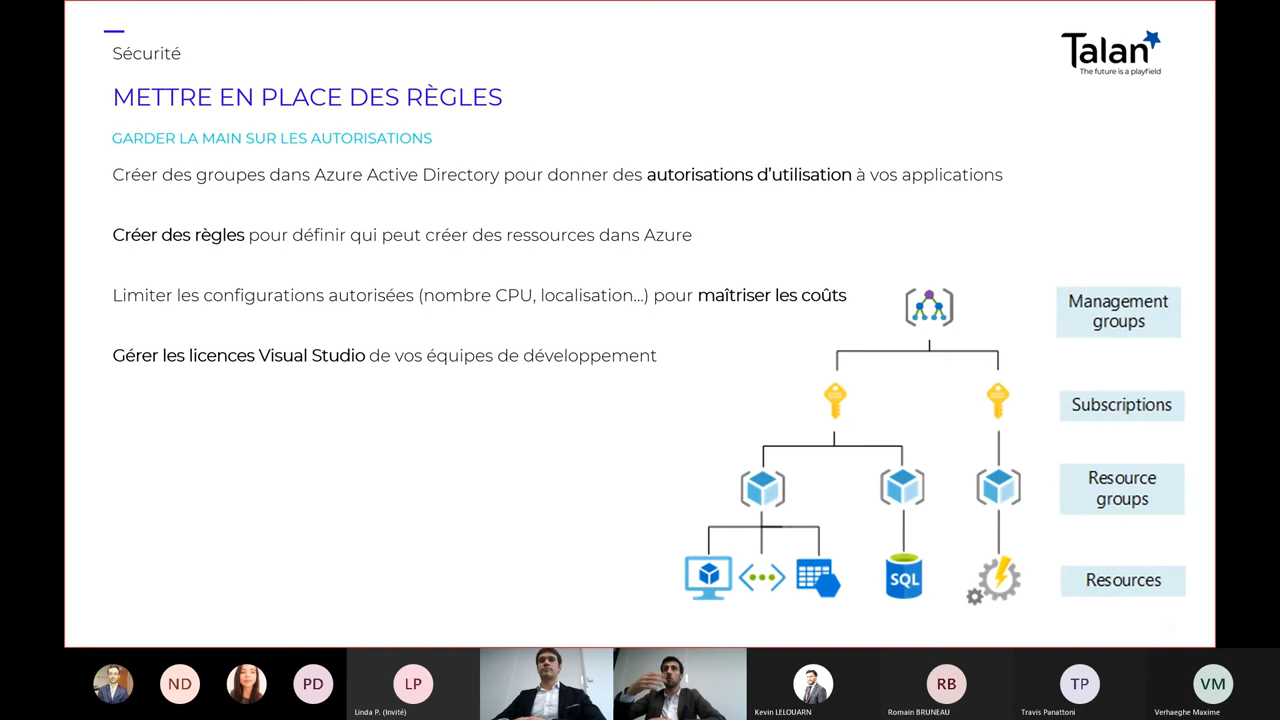 Sécurité
Talan
The future is a playfield
METTRE EN PLACE DES RÈGLES
GARDER LA MAIN SUR LES AUTORISATIONS
Créer des groupes dans Azure Active Directory pour donner des autorisations d'utilisation à vos applications
Créer des règles pour définir qui peut créer des ressources dans Azure
Limiter les configurations autorisées (nombre CPU, localisation...) pour maîtriser les coûts
Gérer les licences Visual Studio de vos équipes de développement
Management
groups
Subscriptions
Resource
groups
SQL
Resources
ND
PD
LP
RB
TP
VM
Linda P. (Invité)
Kevin LELOUARN
Romain BRUNEAU
Travis Panattoni
Verhaeghe Maxime